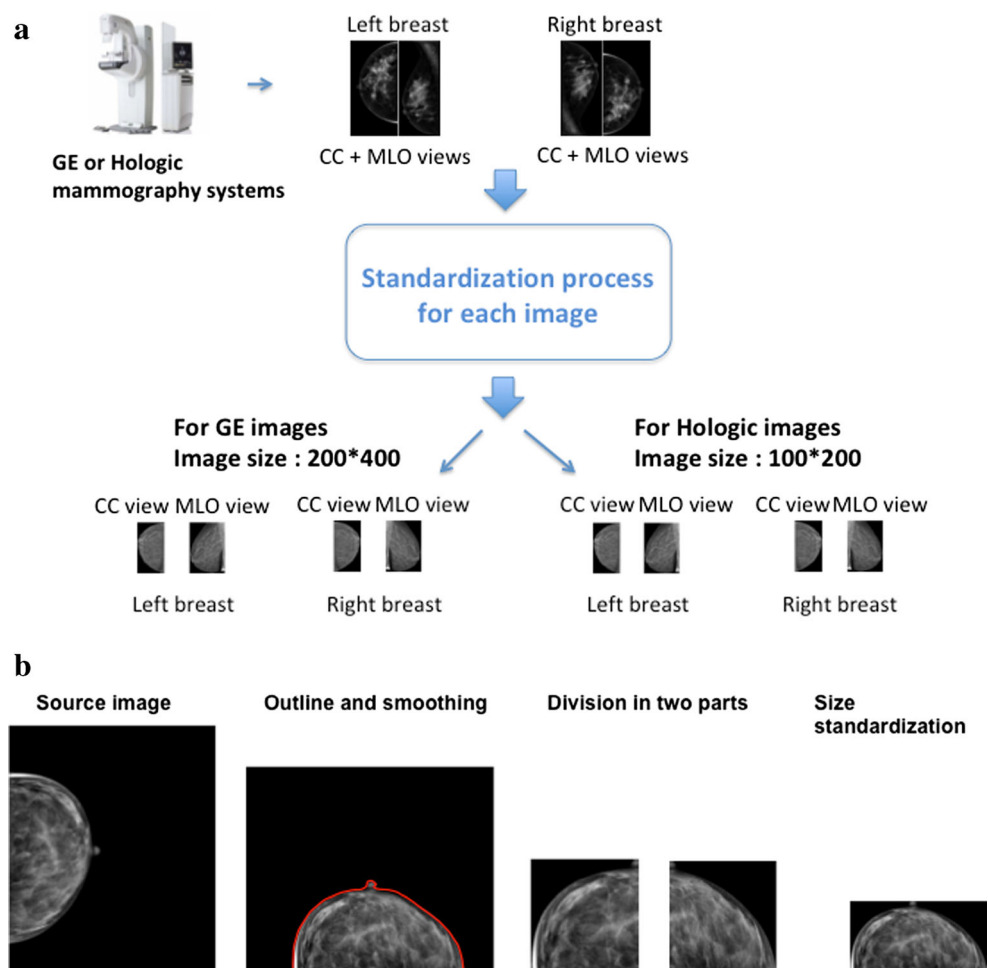 a
Left breast
Right breast
GE or Hologic
mammography systems
CC + MLO views
CC + MLO views
Standardization process
for each image
For GE images
Image size : 200*400
For Hologic images
Image size : 100*200
CC view MLO view
CC view MLO view
CC view MLO view
CC view MLO view
Left breast
Right breast
Left breast
Right breast
b
Source image
Outline and smoothing
Division in two parts
Size
standardization